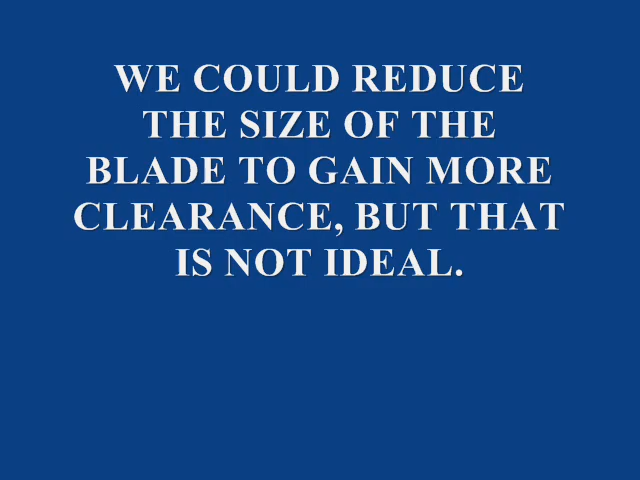 WE COULD REDUCE
THE SIZE OF THE
BLADE TO GAIN MORE
CLEARANCE, BUT THAT
IS NOT IDEAL.